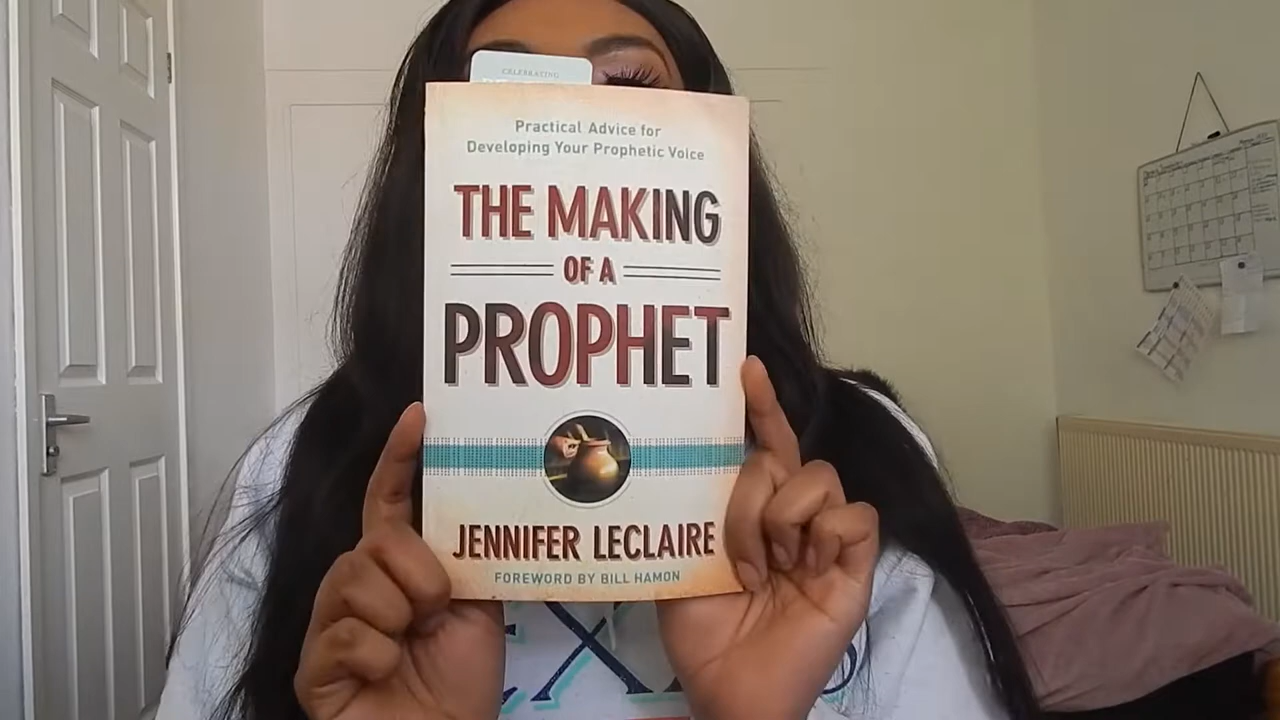 CELEBRATING
Practical Advice for
Developing Your Prophetic Voice
THE MAKING
OF A
PROPHET
JENNIFER LECLAIRE
FOREWORD BY BILL HAMON